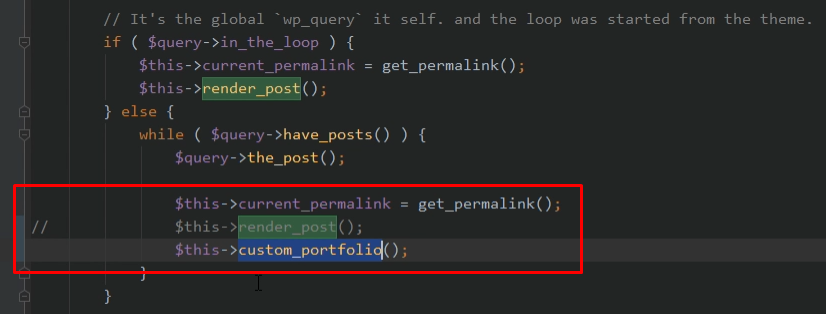 // It's the global `wp_query` it self. and the loop was started from the theme.
if ( $query->in_the_loop ) {
$this->current_permalink = get_permalink();
$this->render_post();
} else {
while ( $query->have_posts() ) {
$query->the_post();
$this->current_permalink = get_permalink();
// $this->render_post();
$this->custom_portfolio();
}
}